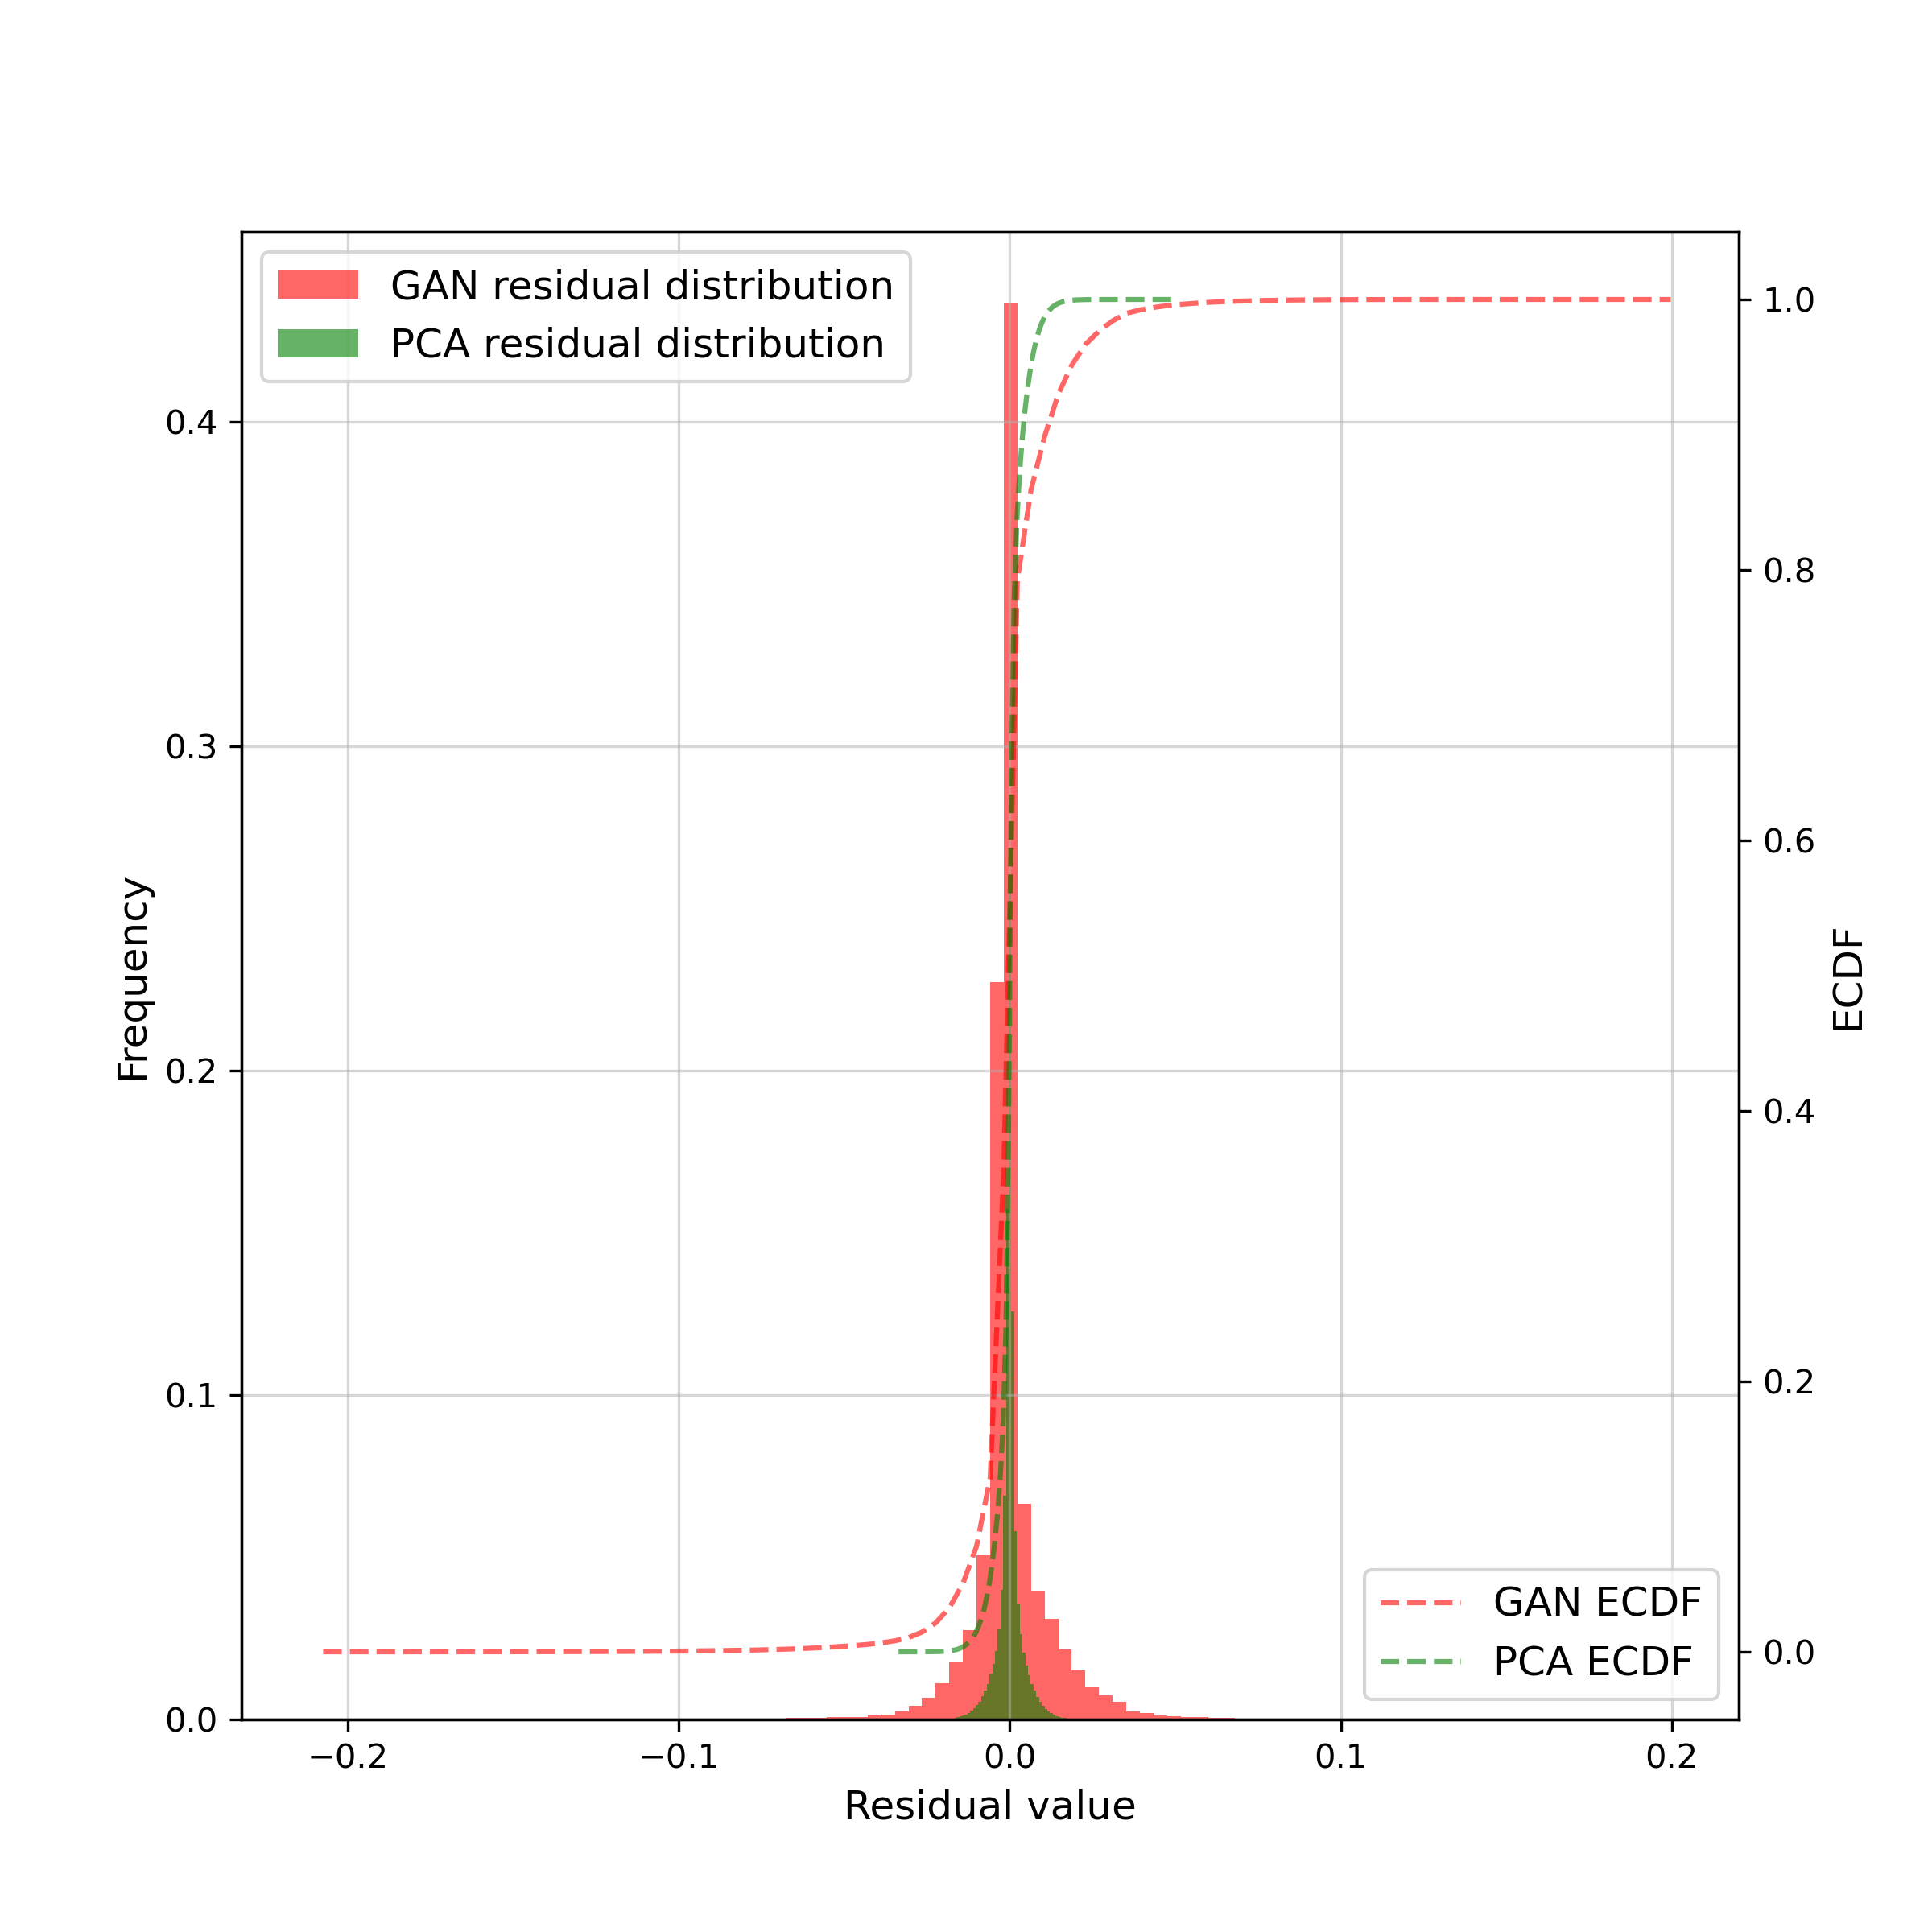 GAN residual distribution
PCA residual distribution
Frequency
0.4
0.3
0.2
0.1
0.0
1.0
0.8
0.6
0.4
0.2
0.0
ECDF
GAN ECDF
PCA ECDF
−0.2
−0.1
0.0
0.1
0.2
Residual value